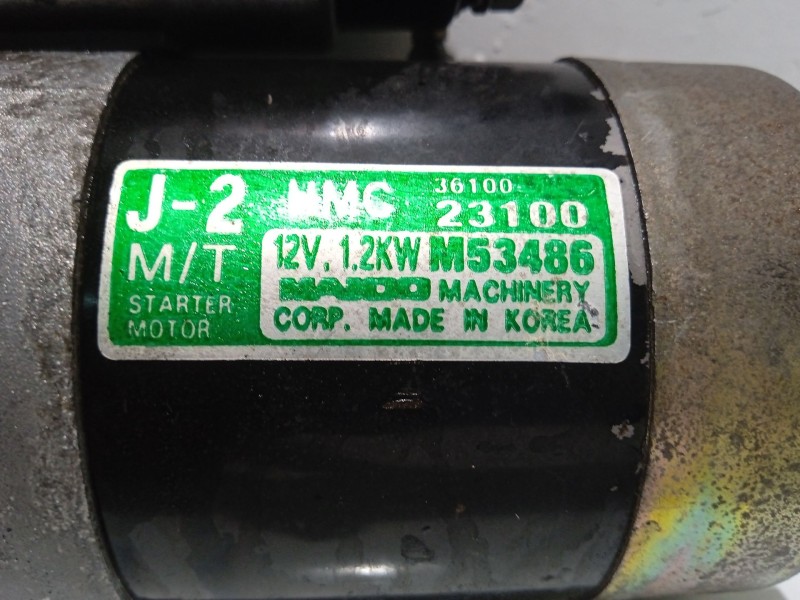 J-2 HMC 36100
23100
M/T 12V, 1.2KW M53486
STARTER MANDO MACHINERY
MOTOR CORP. MADE IN KOREA